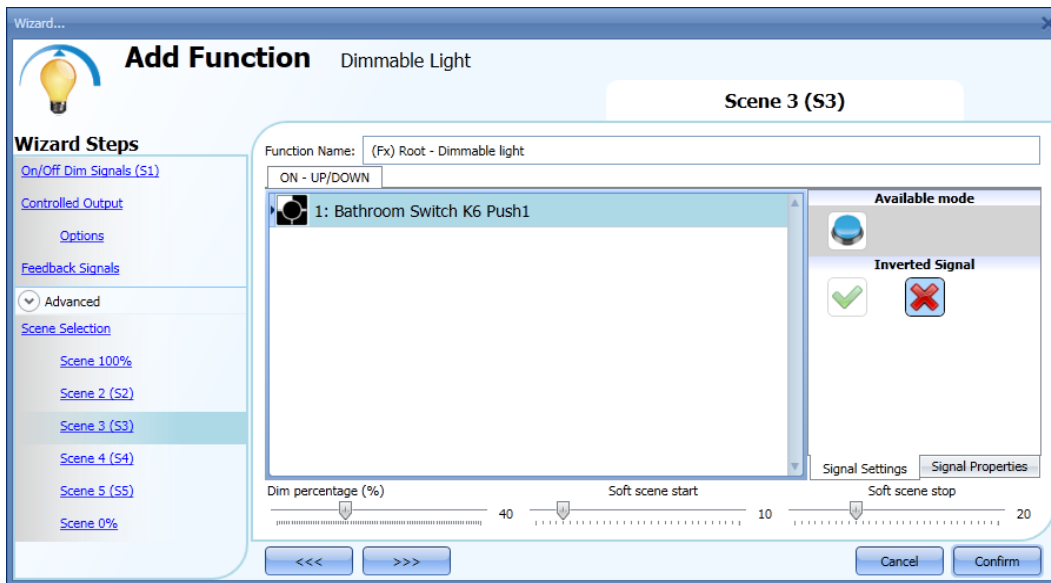 Wizard...
Add Function Dimmable Light
Scene 3 (S3)
Wizard Steps
On/Off Dim Signals (S1)
Controlled Output
Options
Feedback Signals
Advanced
Scene Selection
Scene 100%
Scene 2 (S2)
Scene 3 (S3)
Scene 4 (S4)
Scene 5 (S5)
Scene 0%
Function Name: (Fx) Root - Dimmable light
ON - UP/DOWN
1: Bathroom Switch K6 Push1
Available mode
Inverted Signal
Signal Settings Signal Properties
Dim percentage (%) Soft scene start Soft scene stop
40 10 20
<<< >>> Cancel Confirm